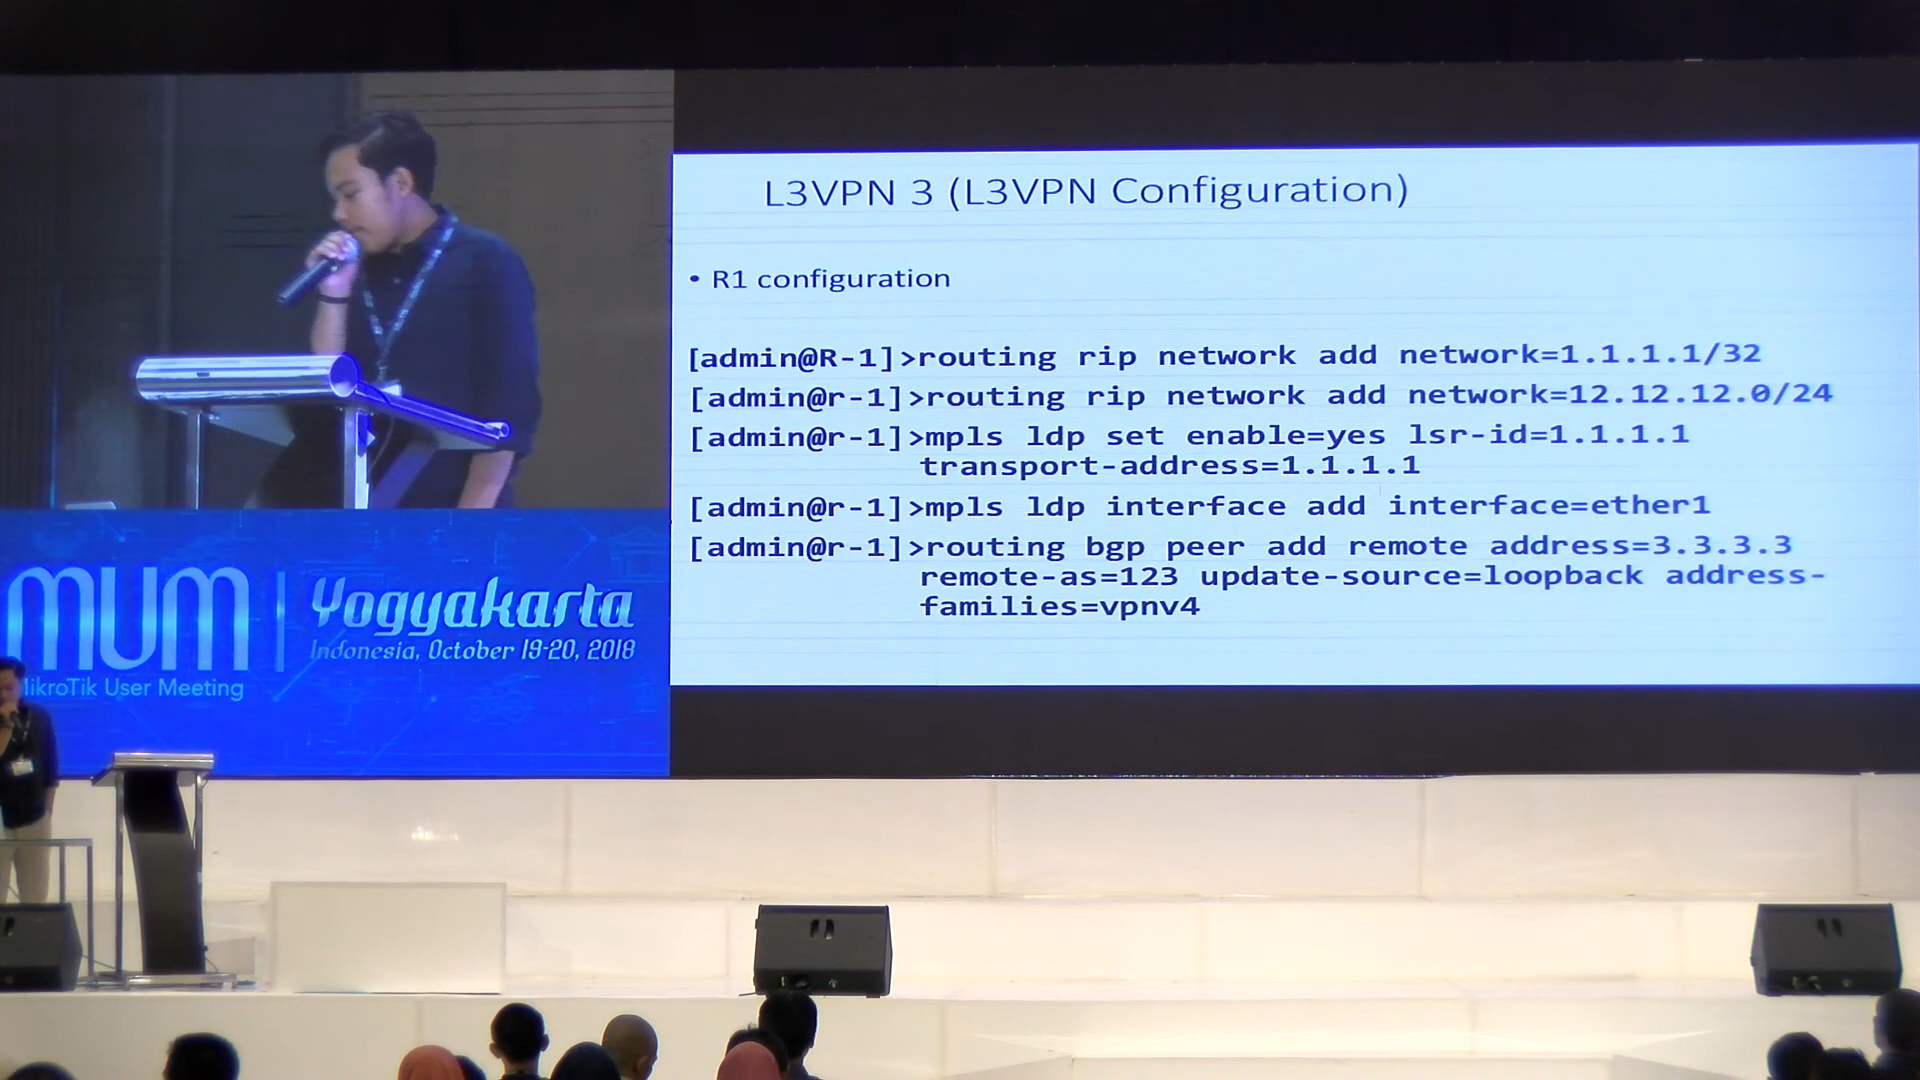 L3VPN 3 (L3VPN Configuration)
• R1 configuration
[admin@R-1]>routing rip network add network=1.1.1.1/32
[admin@r-1]>routing rip network add network=12.12.12.0/24
[admin@r-1]>mpls ldp set enable=yes lsr-id=1.1.1.1
transport-address=1.1.1.1
[admin@r-1]>mpls ldp interface add interface=ether1
[admin@r-1]>routing bgp peer add remote address=3.3.3.3
remote-as=123 update-source=loopback address-
families=vpnv4
MUM
Yogyakarta
Indonesia, October 19-20, 2018
MikroTik User Meeting